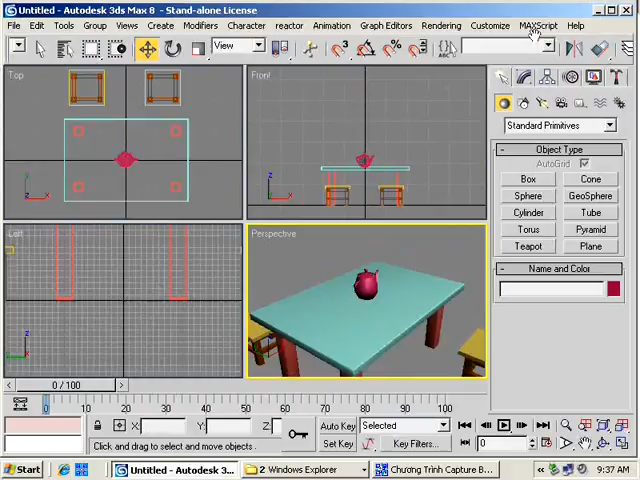 Untitled - Autodesk 3ds Max 8 - Stand-alone License
File Edit Tools Group Views Create Modifiers Character reactor Animation Graph Editors Rendering Customize MAXScript Help
View
Top
Front
Standard Primitives
Object Type
AutoGrid
Box Cone
Sphere GeoSphere
Cylinder Tube
Torus Pyramid
Teapot Plane
Left
Perspective
Name and Color
0 / 100
0 10 20 30 40 50 60 70 80 90 100
X: Y: Z:
Auto Key Selected
Click and drag to select and move objects
Set Key Key Filters...
0
Start Untitled - Autodesk 3... 2 Windows Explorer Chương Trình Capture B... 9:37 AM